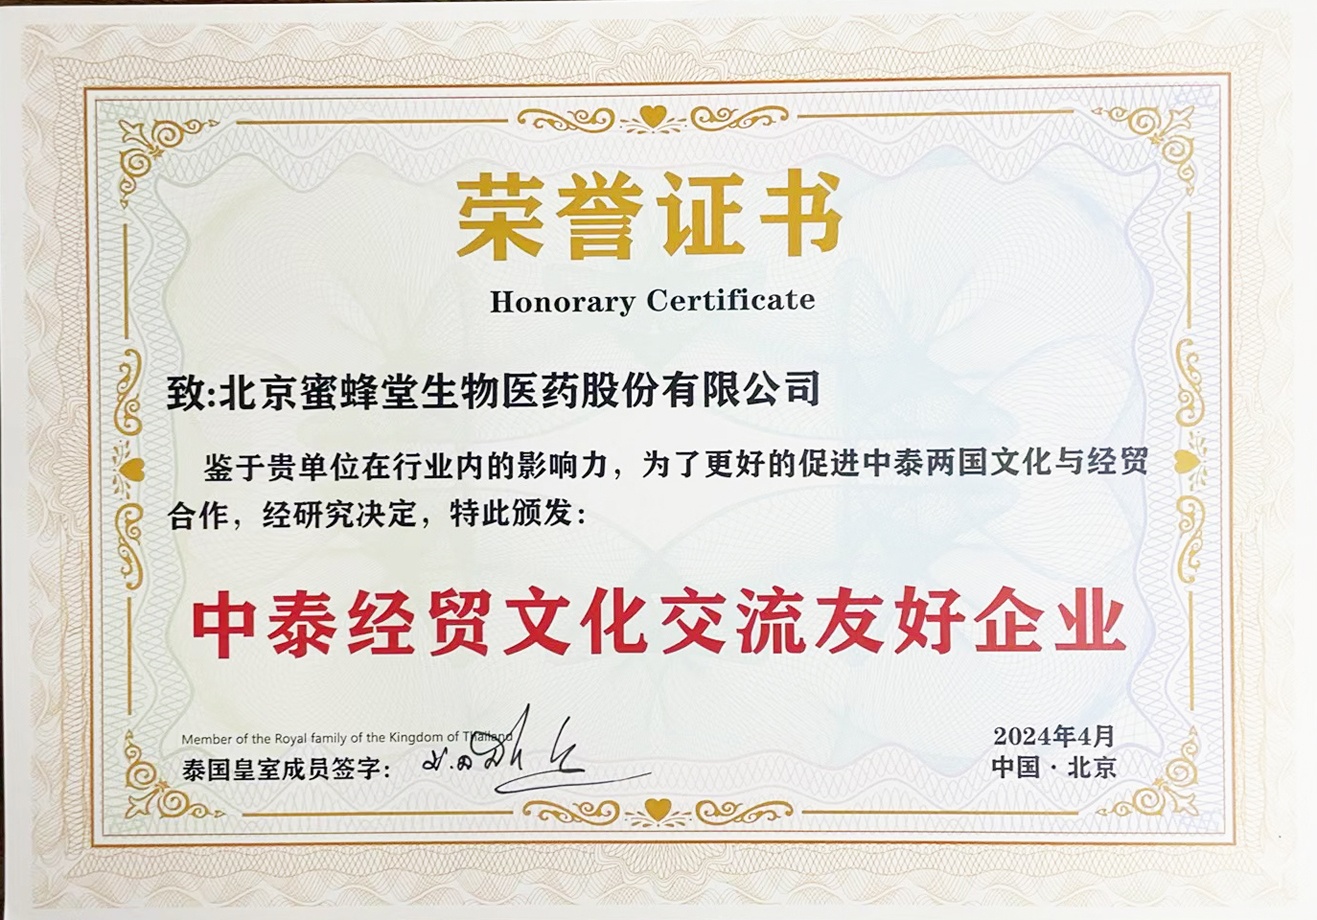 荣誉证书
Honorary Certificate
致:北京蜜蜂堂生物医药股份有限公司
鉴于贵单位在行业内的影响力，为了更好的促进中泰两国文化与经贸
合作，经研究决定，特此颁发：
中泰经贸文化交流友好企业
Member of the Royal family of the Kingdom of Thailand
泰国皇室成员签字：
2024年4月
中国·北京